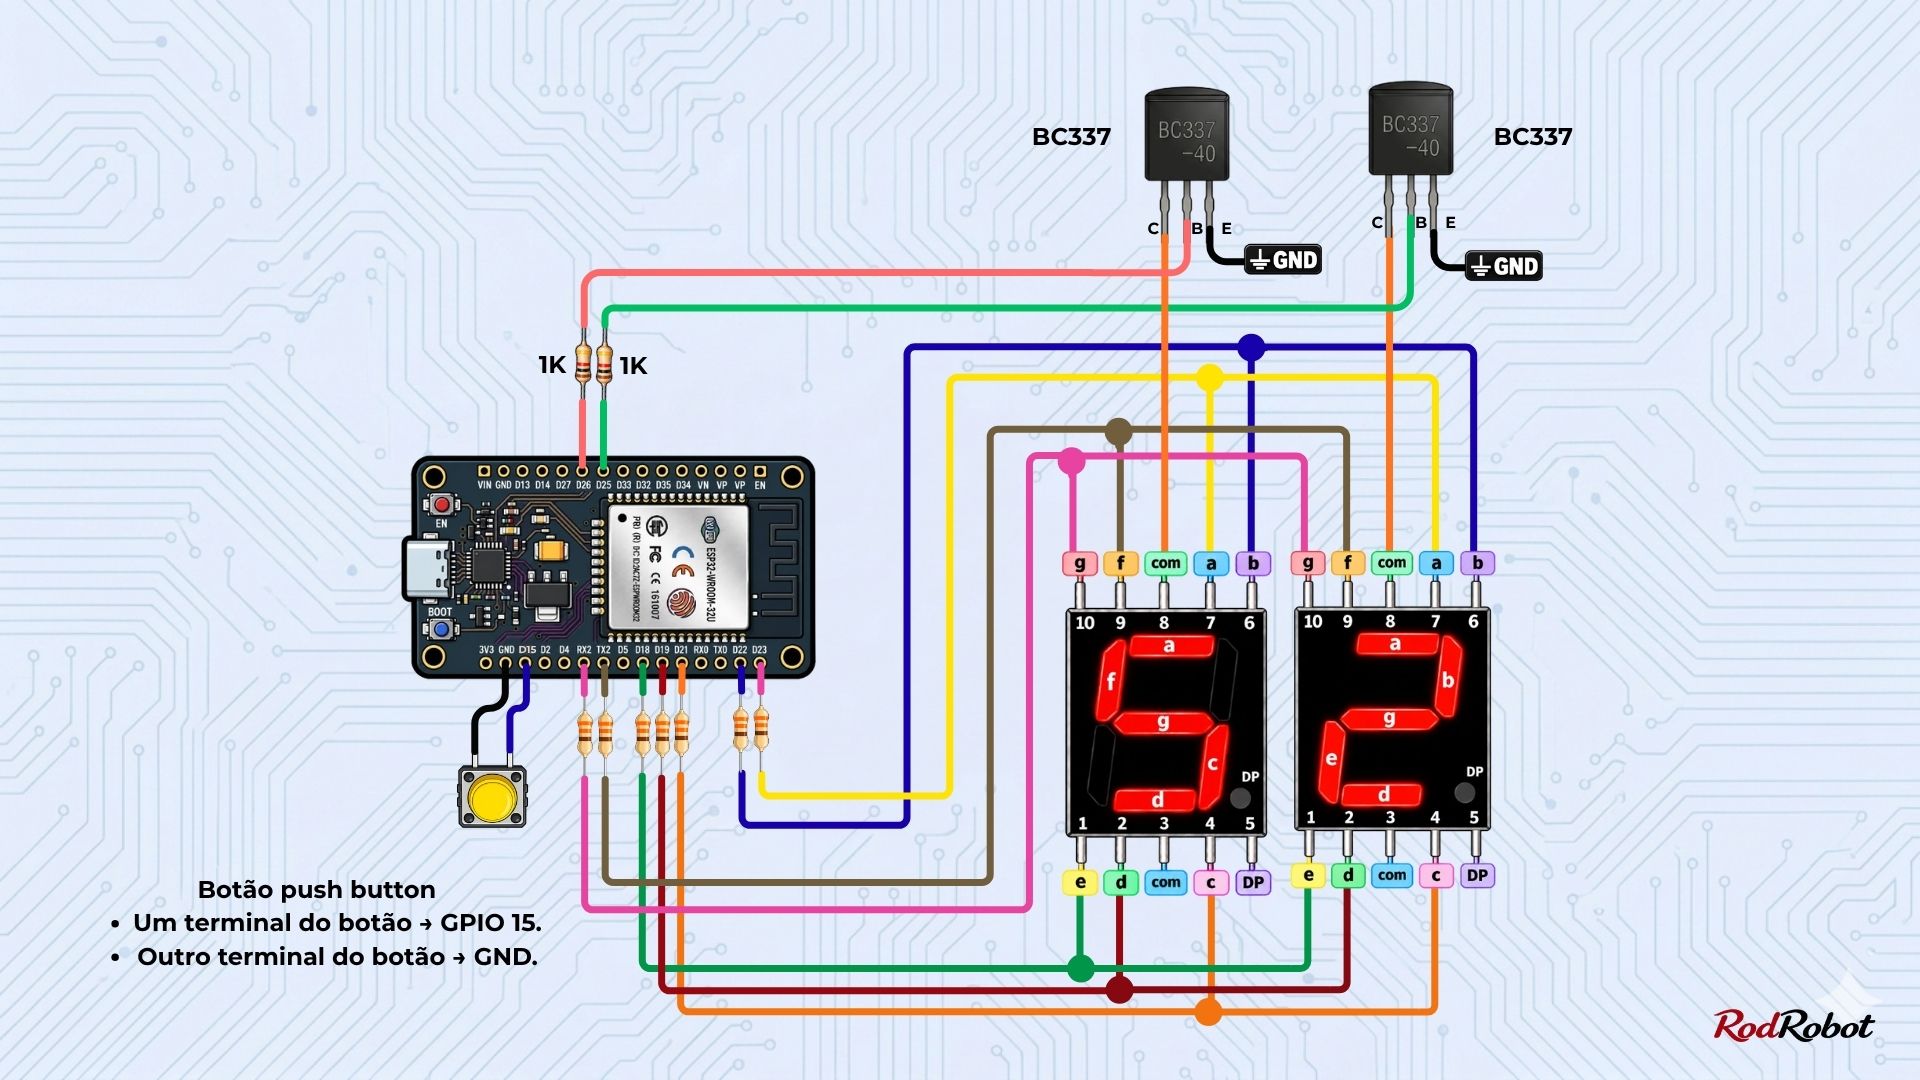 BC337
BC337
-40
BC337
-40
BC337
C B E
C B E
GND
GND
1K
1K
VIN GND D13 D14 D27 D26 D25 D33 D32 D35 D34 VN VP VP EN
EN
BOOT
ESP32-WROOM-32U
FC
CE
CE 161007
3V3 GND D15 D2 D4 RX2 TX2 D5 D18 D19 D21 RX0 TX0 D22 D23
g f com a b
g f com a b
10 9 8 7 6
10 9 8 7 6
a
f
g
c
d
DP
a
b
g
e
d
DP
1 2 3 4 5
1 2 3 4 5
e d com c DP
e d com c DP
Botão push button
• Um terminal do botão → GPIO 15.
• Outro terminal do botão → GND.
RodRobot